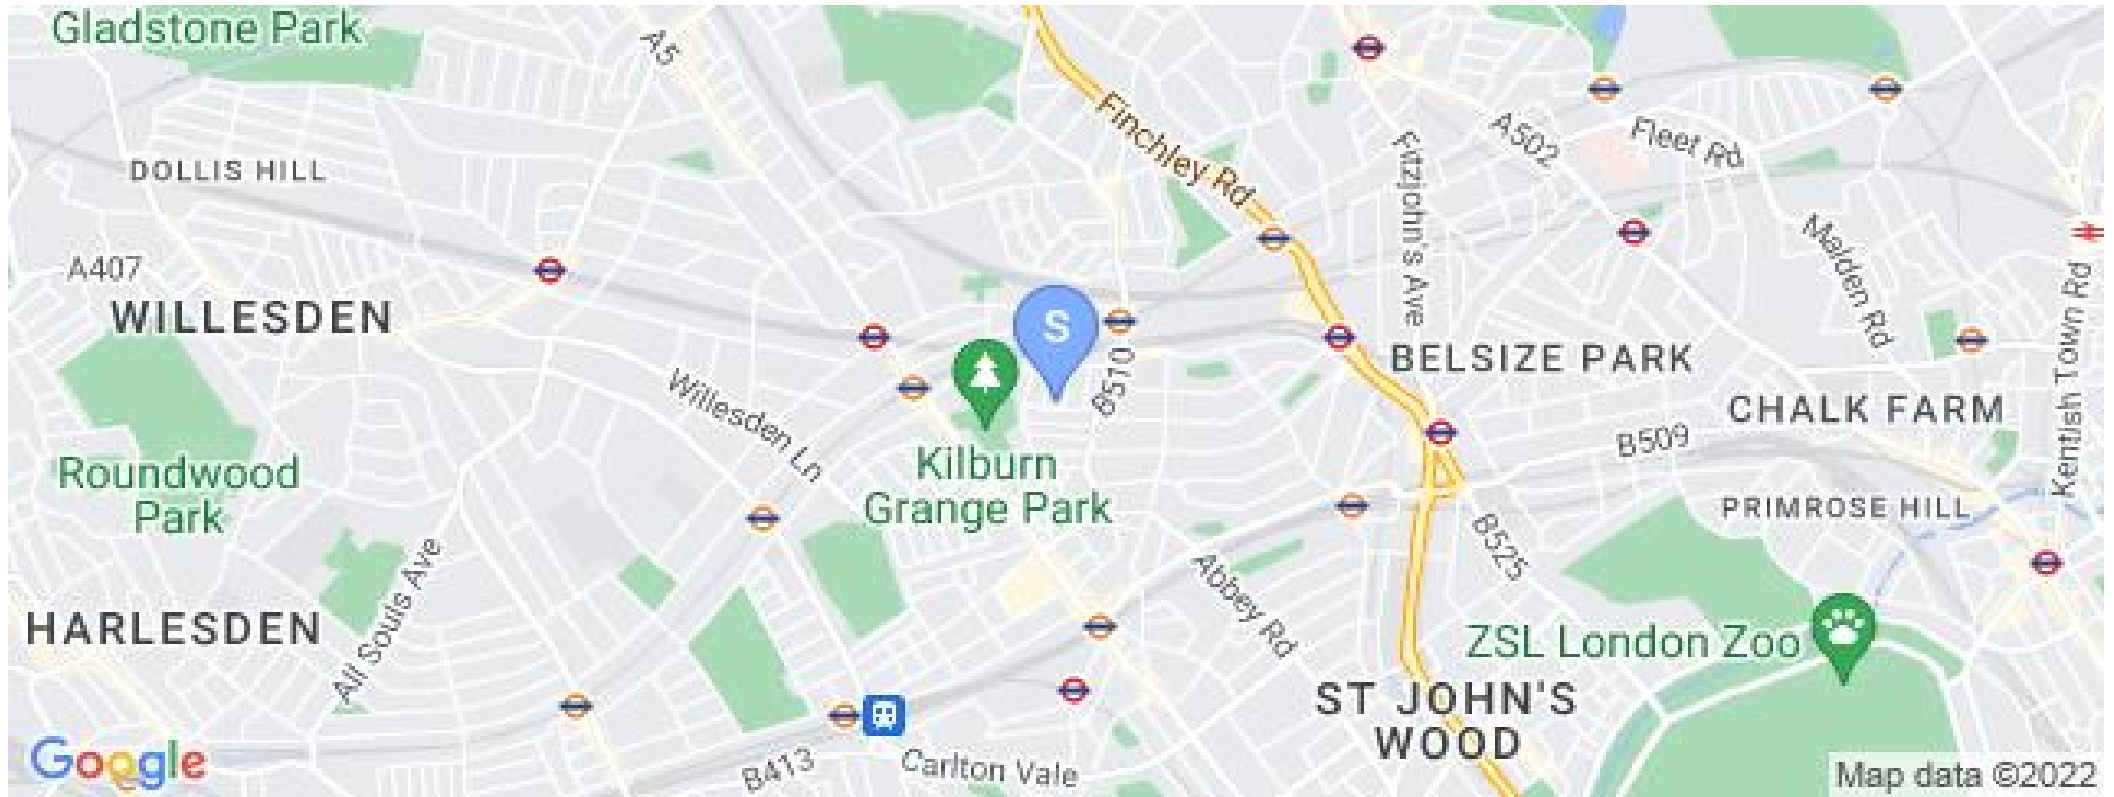 Gladstone Park
A5
Finchley Rd
A502
Fleet Rd
DOLLIS HILL
Fitzjohn's Ave
Malden Rd
A407
WILLESDEN
S
B510
BELSIZE PARK
Kentish Town Rd
Willesden Ln
CHALK FARM
B509
Roundwood
Park
Kilburn
Grange Park
PRIMROSE HILL
B525
All Souls Ave
Abbey Rd
HARLESDEN
ZSL London Zoo
ST JOHN'S
WOOD
Google
B413
Carlton Vale
Map data ©2022